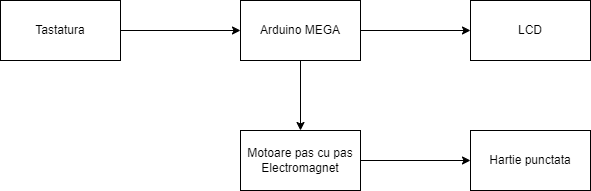 Tastatura
Arduino MEGA
LCD
Motoare pas cu pas
Electromagnet
Hartie punctata